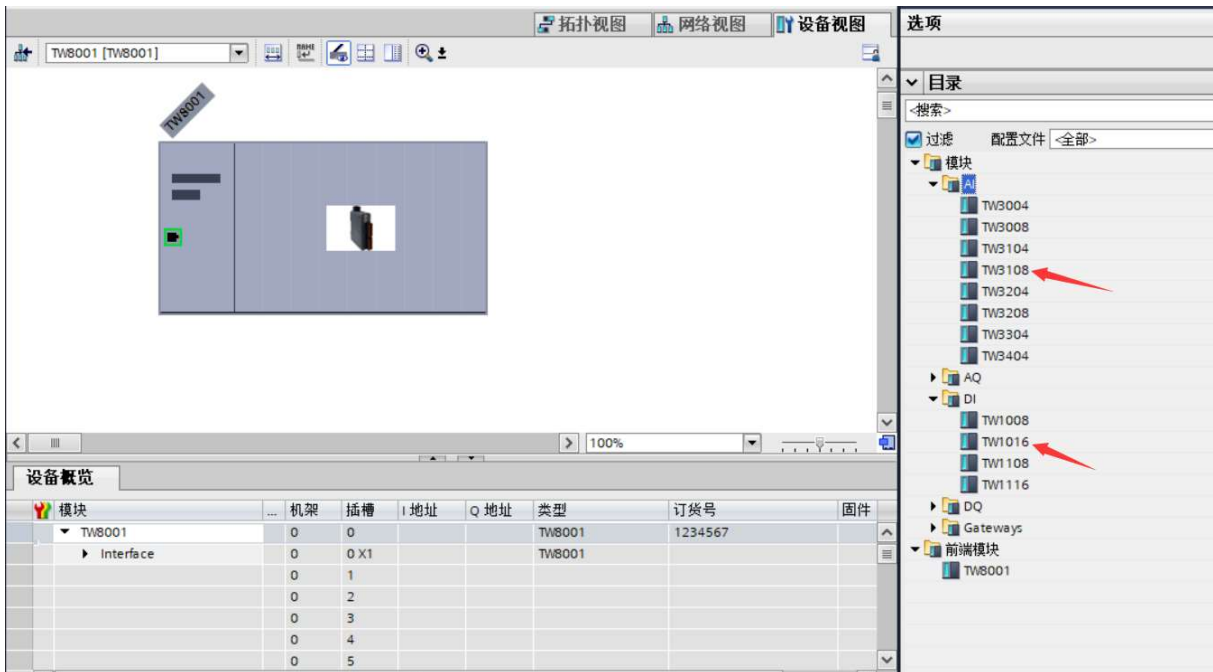 拓扑视图 网络视图 设备视图
TW8001 [TW8001]
TW8001
100%
设备概览
模块 ... 机架 插槽 I 地址 Q 地址 类型 订货号 固件
TW8001 0 0 TW8001 1234567
Interface 0 0 X1 TW8001
0 1
0 2
0 3
0 4
0 5
选项
目录
<搜索>
过滤 配置文件 <全部>
模块
AI
TW3004
TW3008
TW3104
TW3108
TW3204
TW3208
TW3304
TW3404
AQ
DI
TW1008
TW1016
TW1108
TW1116
DQ
Gateways
前端模块
TW8001